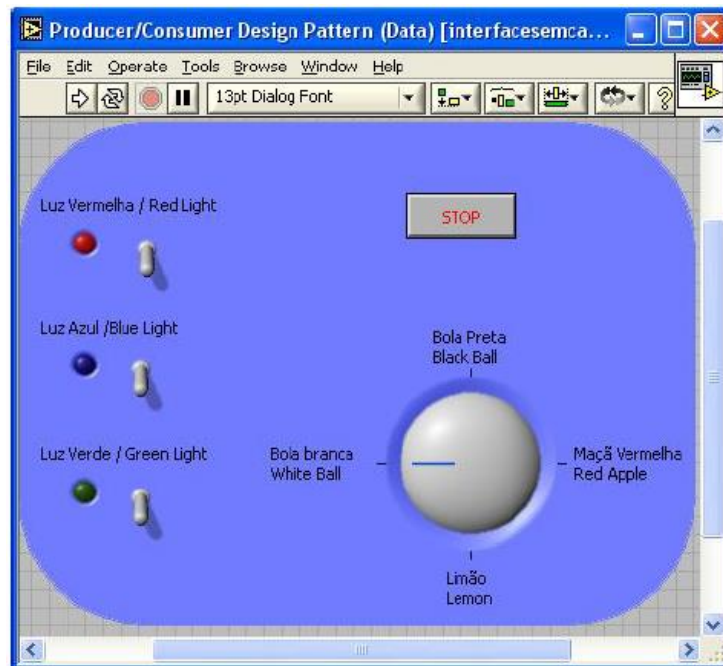 Producer/Consumer Design Pattern (Data) [interfacesemca...
File Edit Operate Tools Browse Window Help
13pt Dialog Font
Luz Vermelha / Red Light
STOP
Luz Azul /Blue Light
Bola Preta
Black Ball
Luz Verde / Green Light
Bola branca
White Ball
Maçã Vermelha
Red Apple
Limão
Lemon